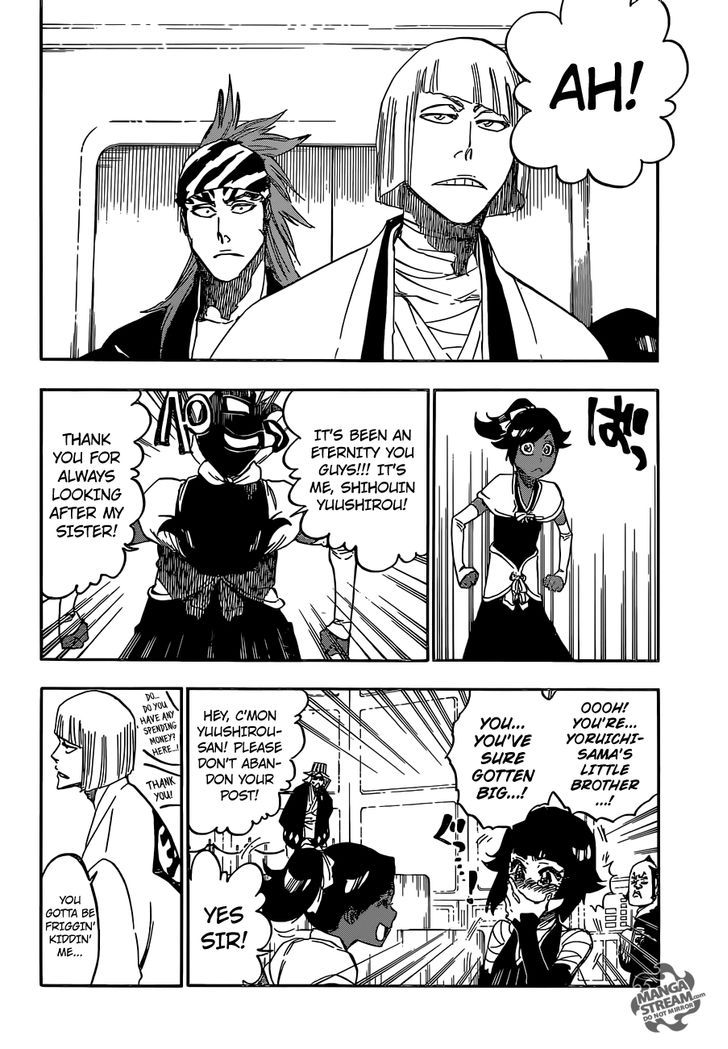 AH!
ばっ
IT'S BEEN AN
ETERNITY YOU
GUYS!!! IT'S
ME, SHIHOUIN
YUUSHIROU!
THANK
YOU FOR
ALWAYS
LOOKING
AFTER MY
SISTER!
OOOH!
YOU'RE...
YORUICHI-
SAMA'S
LITTLE
BROTHER
...!
YOU...
YOU'VE
SURE
GOTTEN
BIG...!
HEY, C'MON
YUUSHIROU-
SAN! PLEASE
DON'T ABAN-
DON YOUR
POST!
YES
SIR!
DO...
DO YOU
HAVE ANY
SPENDING
MONEY?
HERE...!
THANK
YOU!
YOU
GOTTA BE
FRIGGIN'
KIDDIN'
ME...
MANGA
STREAM.COM
DO NOT MIRROR